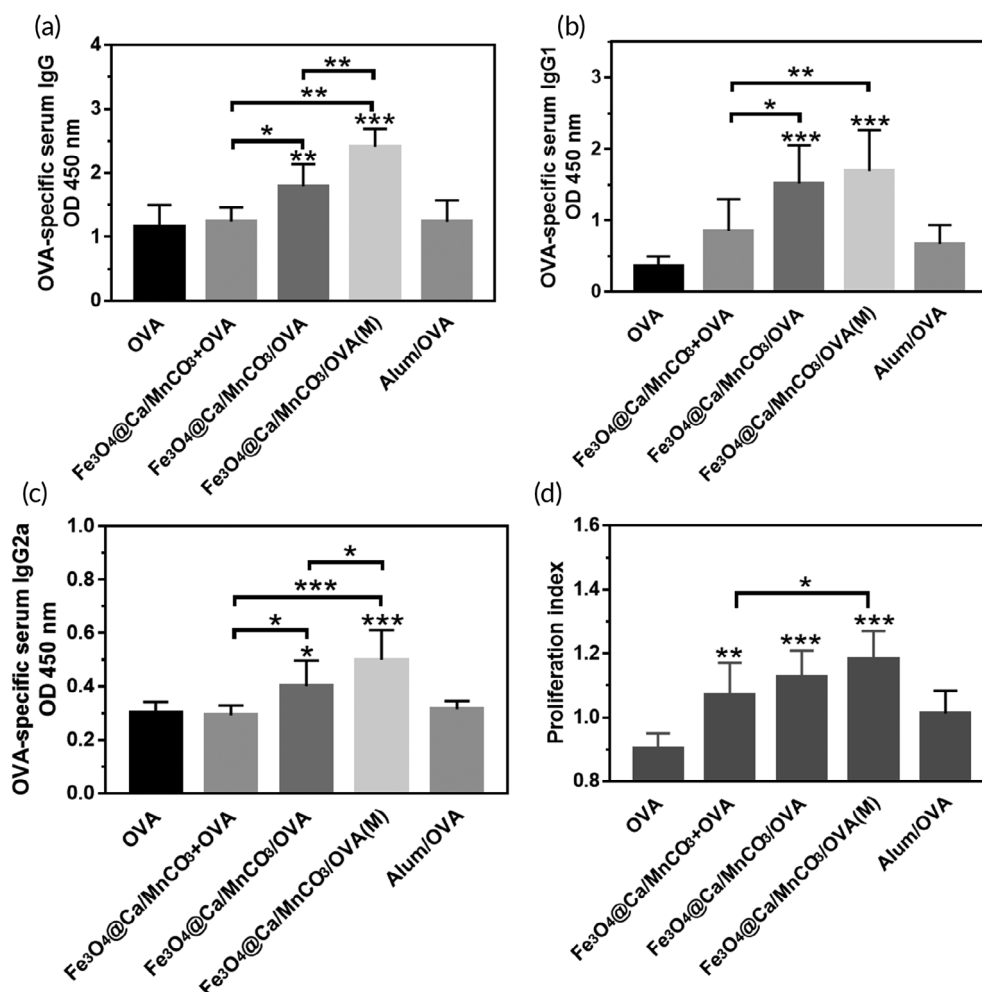 (a)
OVA-specific serum IgG
OD 450 nm
4
3
2
1
0
**
**
*
**
***
OVA
Fe₃O₄@Ca/MnCO₃+OVA
Fe₃O₄@Ca/MnCO₃/OVA
Fe₃O₄@Ca/MnCO₃/OVA(M)
Alum/OVA
(b)
OVA-specific serum IgG1
OD 450 nm
3
2
1
0
**
*
***
***
OVA
Fe₃O₄@Ca/MnCO₃+OVA
Fe₃O₄@Ca/MnCO₃/OVA
Fe₃O₄@Ca/MnCO₃/OVA(M)
Alum/OVA
(c)
OVA-specific serum IgG2a
OD 450 nm
1.0
0.8
0.6
0.4
0.2
0.0
*
***
*
*
***
OVA
Fe₃O₄@Ca/MnCO₃+OVA
Fe₃O₄@Ca/MnCO₃/OVA
Fe₃O₄@Ca/MnCO₃/OVA(M)
Alum/OVA
(d)
Proliferation index
1.6
1.4
1.2
1.0
0.8
*
**
***
***
OVA
Fe₃O₄@Ca/MnCO₃+OVA
Fe₃O₄@Ca/MnCO₃/OVA
Fe₃O₄@Ca/MnCO₃/OVA(M)
Alum/OVA